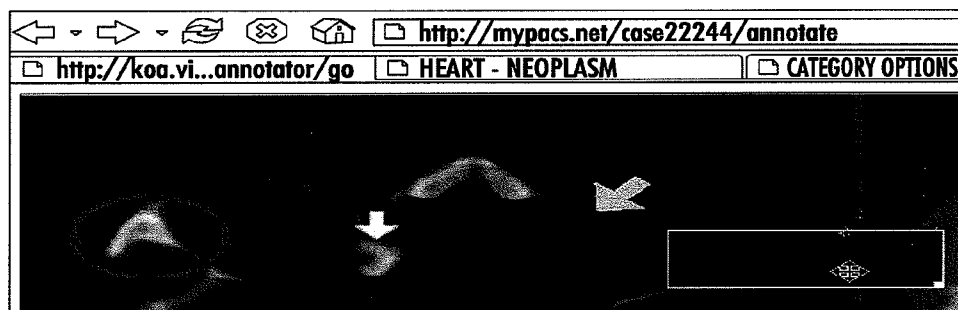 http://mypacs.net/case22244/annotate
http://koa.vi...annotator/go HEART - NEOPLASM CATEGORY OPTIONS